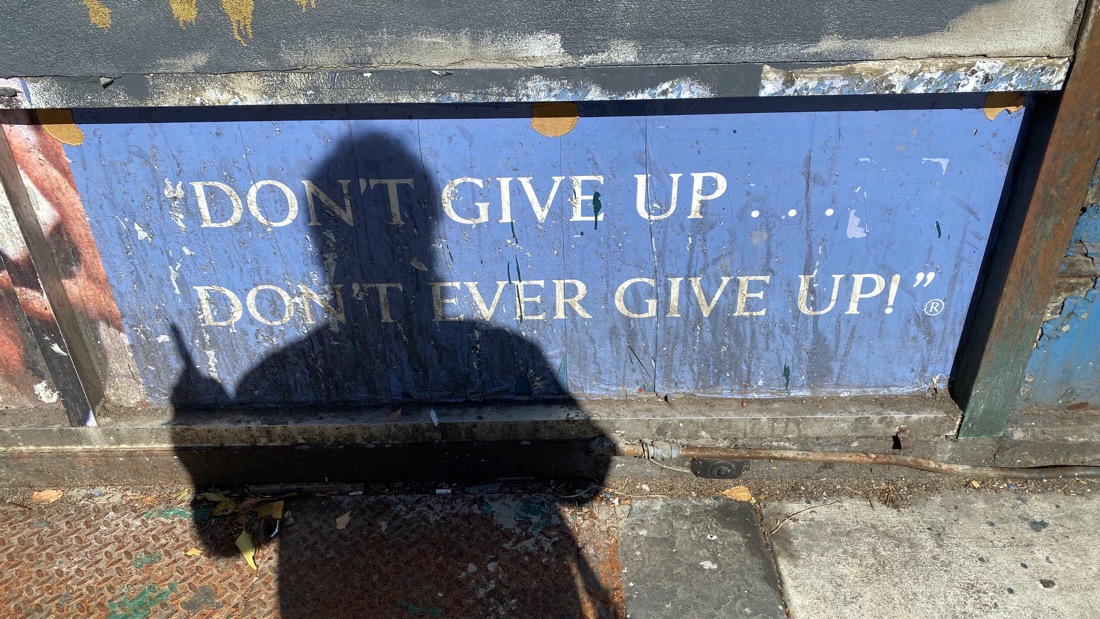 “DON'T GIVE UP . . .
DON'T EVER GIVE UP!”®